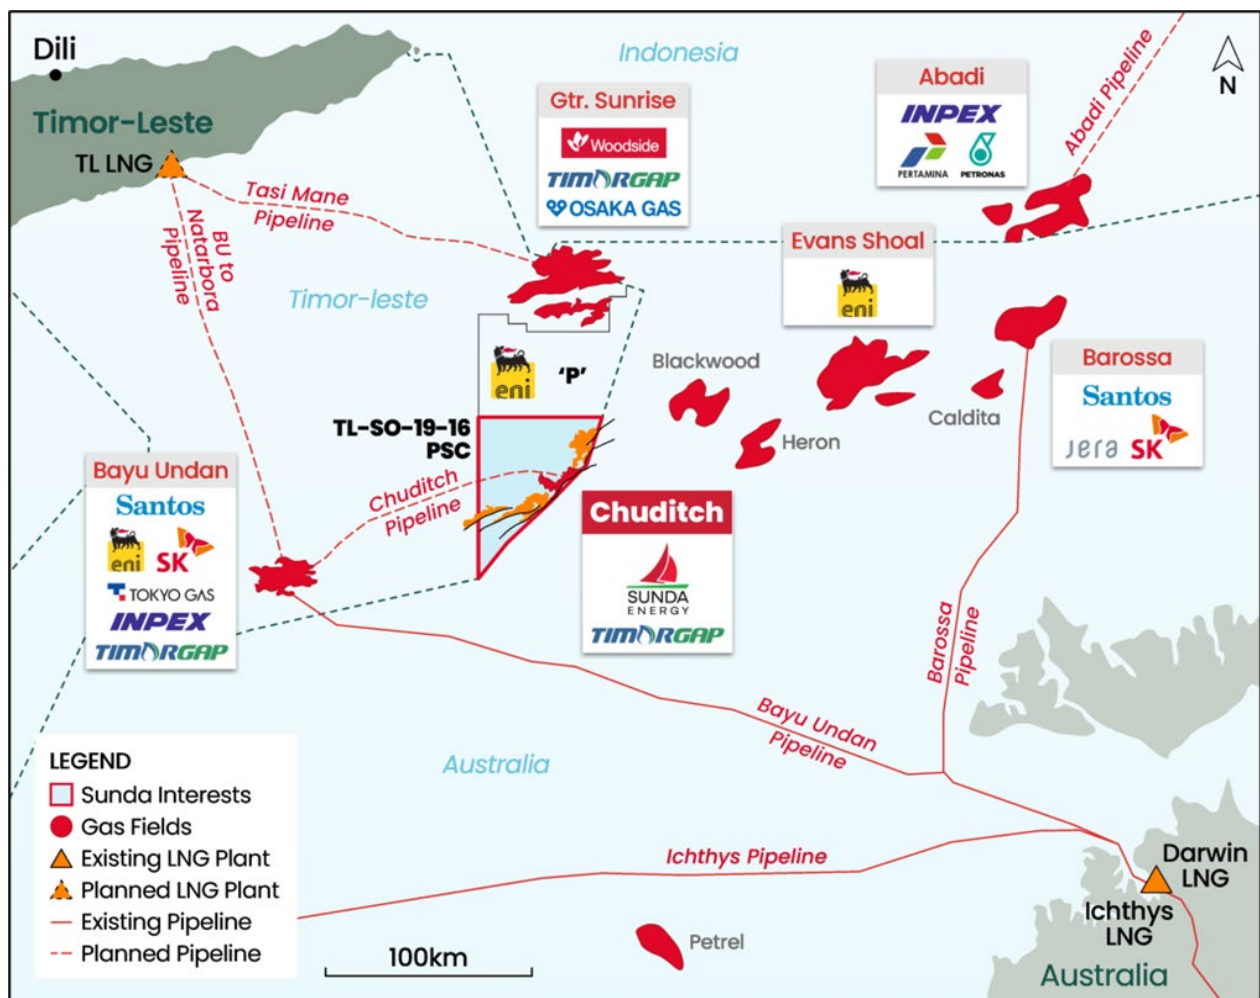 Dili
Timor-Leste
TL LNG
Indonesia
Abadi Pipeline
N
Gtr. Sunrise
Woodside
TIMORGAP
OSAKA GAS
Abadi
INPEX
PERTAMINA
PETRONAS
Tasi Mane
Pipeline
BU to
Natarbora
Pipeline
Timor-leste
Evans Shoal
eni
eni
'P'
Blackwood
Heron
Caldita
Barossa
Santos
Jera SK
TL-SO-19-16
PSC
Chuditch
Pipeline
Bayu Undan
Santos
eni SK
TOKYO GAS
INPEX
TIMORGAP
Chuditch
SUNDA
ENERGY
TIMORGAP
Barossa
Pipeline
Bayu Undan
Pipeline
Australia
LEGEND
Sunda Interests
Gas Fields
Existing LNG Plant
Planned LNG Plant
Existing Pipeline
Planned Pipeline
Ichthys Pipeline
Darwin
LNG
Ichthys
LNG
Petrel
100km
Australia